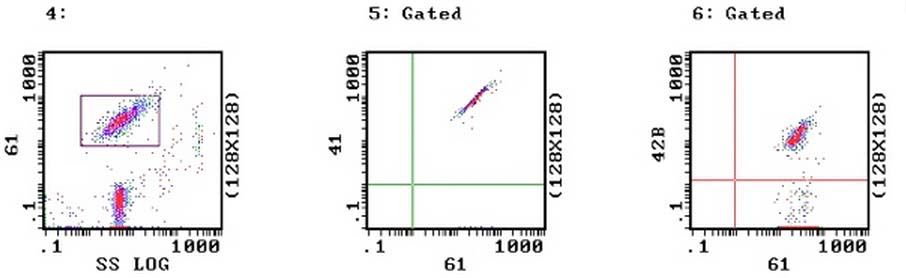 4:
5: Gated
6: Gated
61
1000
.1
(128X128)
.1
1000
SS LOG
41
1000
.1
(128X128)
.1
1000
61
42B
1000
.1
(128X128)
.1
1000
61